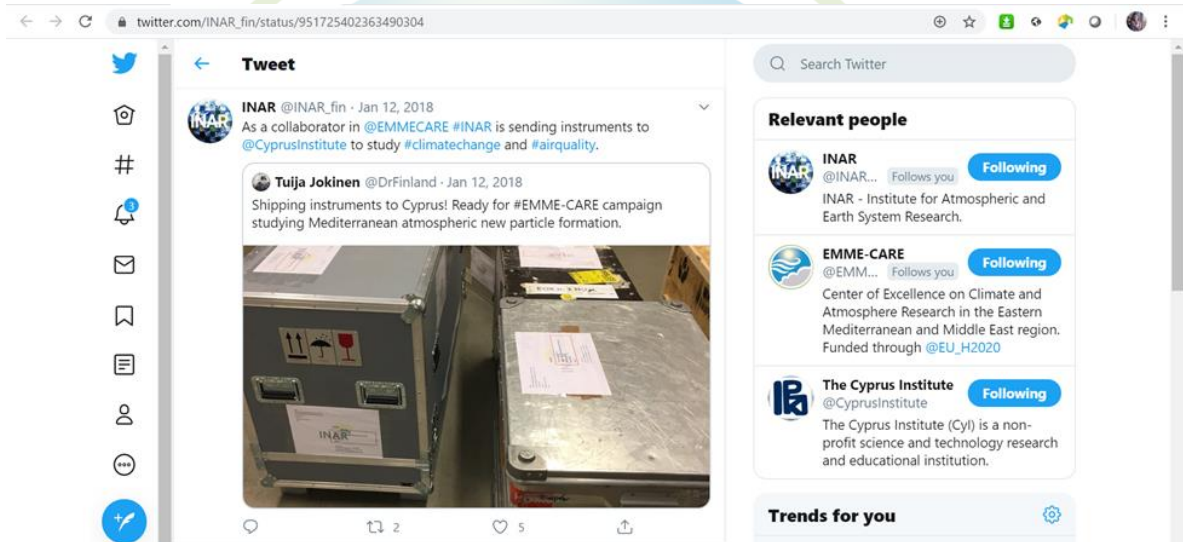 twitter.com/INAR_fin/status/951725402363490304
Tweet
INAR @INAR_fin · Jan 12, 2018
As a collaborator in @EMMECARE #INAR is sending instruments to
@CyprusInstitute to study #climatechange and #airquality.
Tuija Jokinen @DrFinland · Jan 12, 2018
Shipping instruments to Cyprus! Ready for #EMME-CARE campaign
studying Mediterranean atmospheric new particle formation.
INAR
2
5
3
Search Twitter
Relevant people
INAR
@INAR... Follows you
Following
INAR - Institute for Atmospheric and
Earth System Research.
EMME-CARE
@EMM... Follows you
Following
Center of Excellence on Climate and
Atmosphere Research in the Eastern
Mediterranean and Middle East region.
Funded through @EU_H2020
The Cyprus Institute
@CyprusInstitute
Following
The Cyprus Institute (CyI) is a non-
profit science and technology research
and educational institution.
Trends for you